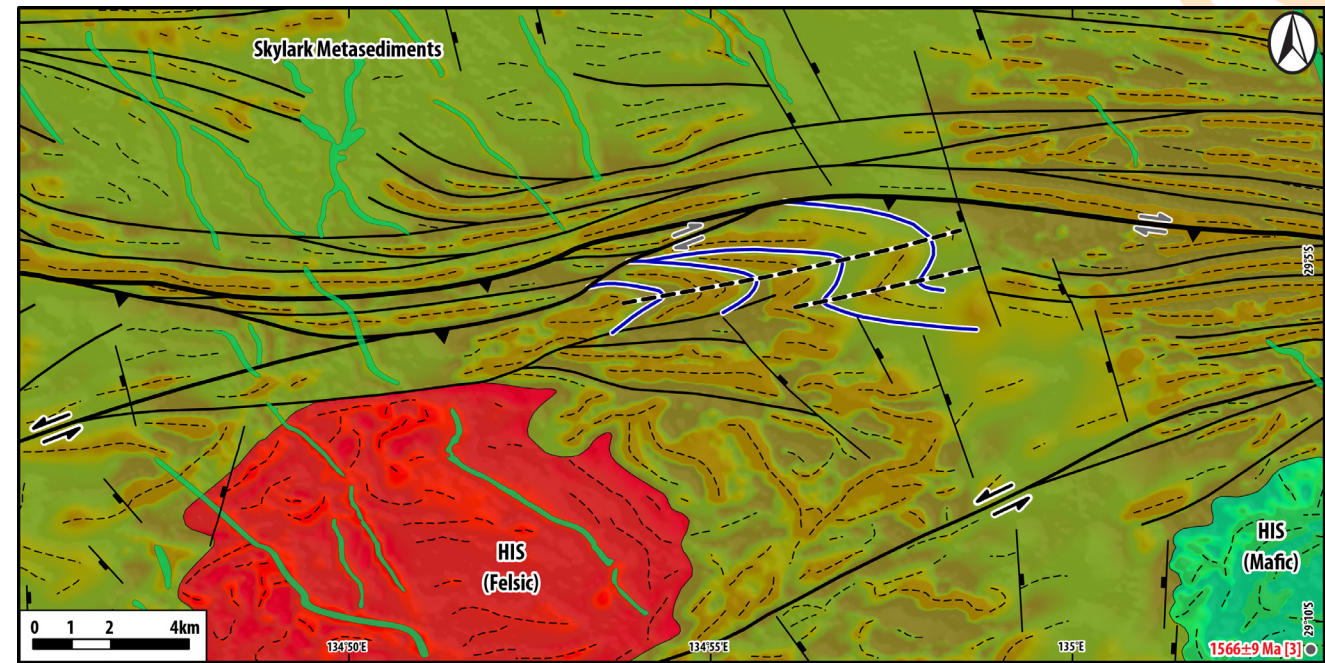 Skylark Metasediments
29°5'S
HIS
(Felsic)
HIS
(Mafic)
0 1 2 4km
134°50'E
134°55'E
135°E
29°10'S
1566±9 Ma [3]